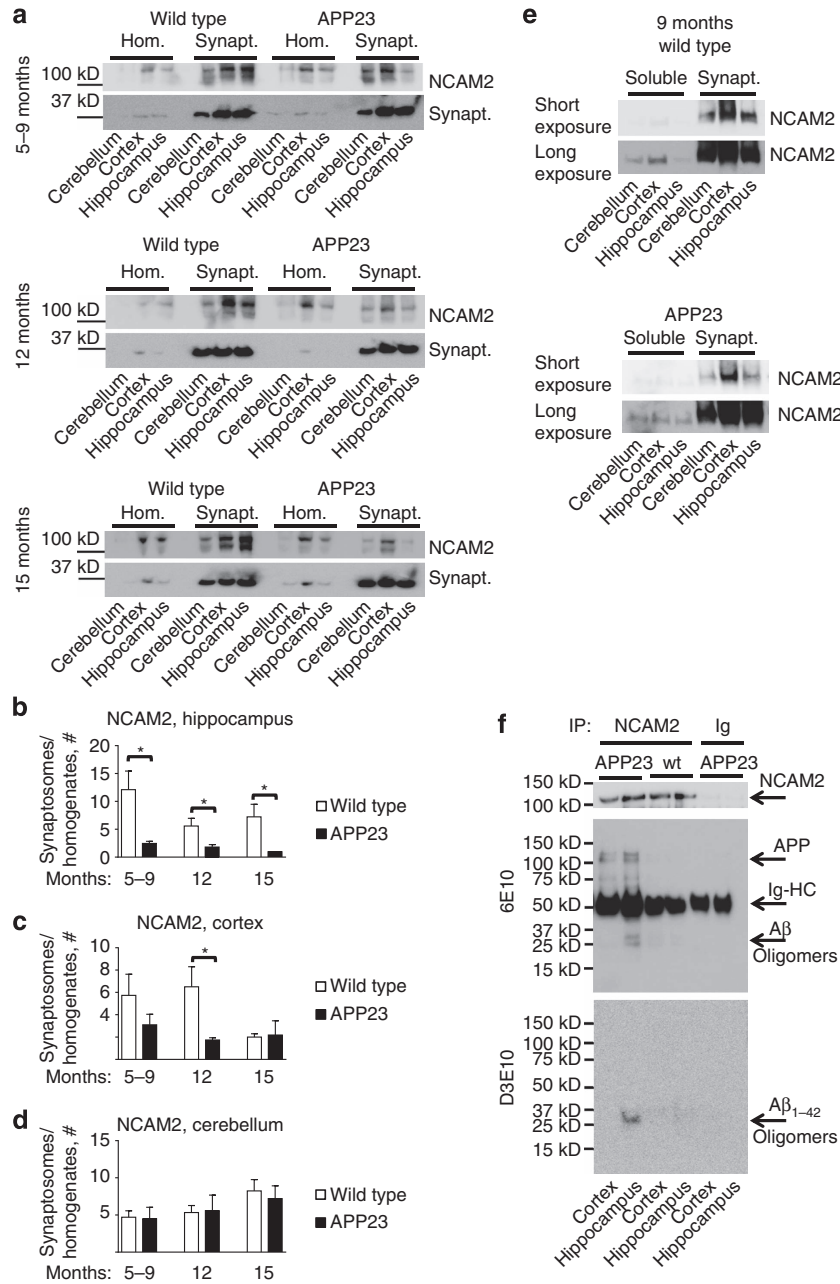 a
Wild type APP23
Hom. Synapt. Hom. Synapt.
5–9 months
100 kD
NCAM2
37 kD
Synapt.
Cerebellum Cortex Hippocampus Cerebellum Cortex Hippocampus Cerebellum Cortex Hippocampus Cerebellum Cortex Hippocampus
Wild type APP23
Hom. Synapt. Hom. Synapt.
12 months
100 kD
NCAM2
37 kD
Synapt.
Cerebellum Cortex Hippocampus Cerebellum Cortex Hippocampus Cerebellum Cortex Hippocampus Cerebellum Cortex Hippocampus
Wild type APP23
Hom. Synapt. Hom. Synapt.
15 months
100 kD
NCAM2
37 kD
Synapt.
Cerebellum Cortex Hippocampus Cerebellum Cortex Hippocampus Cerebellum Cortex Hippocampus Cerebellum Cortex Hippocampus
b
NCAM2, hippocampus
Synaptosomes/
homogenates, #
20
15
10
5
0
* * *
Wild type
APP23
Months: 5–9 12 15
c
NCAM2, cortex
Synaptosomes/
homogenates, #
10
8
6
4
*
Wild type
APP23
Months: 5–9 12 15
d
NCAM2, cerebellum
Synaptosomes/
homogenates, #
15
10
5
Wild type
APP23
Months: 5–9 12 15
e
9 months
wild type
Soluble Synapt.
Short
exposure
NCAM2
Long
exposure
NCAM2
Cerebellum Cortex Hippocampus Cerebellum Cortex Hippocampus
APP23
Soluble Synapt.
Short
exposure
NCAM2
Long
exposure
NCAM2
Cerebellum Cortex Hippocampus Cerebellum Cortex Hippocampus
f
IP: NCAM2 Ig
APP23 wt APP23
150 kD
100 kD
NCAM2
6E10
150 kD
100 kD
75 kD
50 kD
37 kD
25 kD
15 kD
APP
Ig-HC
Aβ
Oligomers
D3E10
150 kD
100 kD
75 kD
50 kD
37 kD
25 kD
15 kD
Aβ1–42
Oligomers
Cortex Hippocampus Cortex Hippocampus Cortex Hippocampus